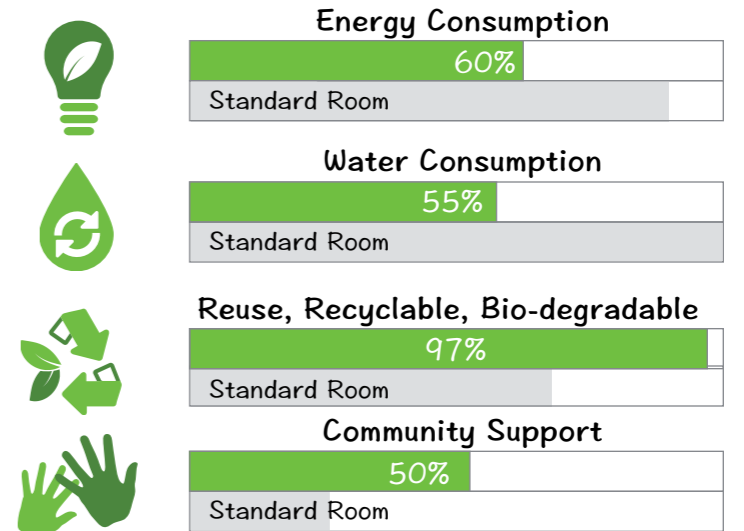 Energy Consumption
60%
Standard Room
Water Consumption
55%
Standard Room
Reuse, Recyclable, Bio-degradable
97%
Standard Room
Community Support
50%
Standard Room